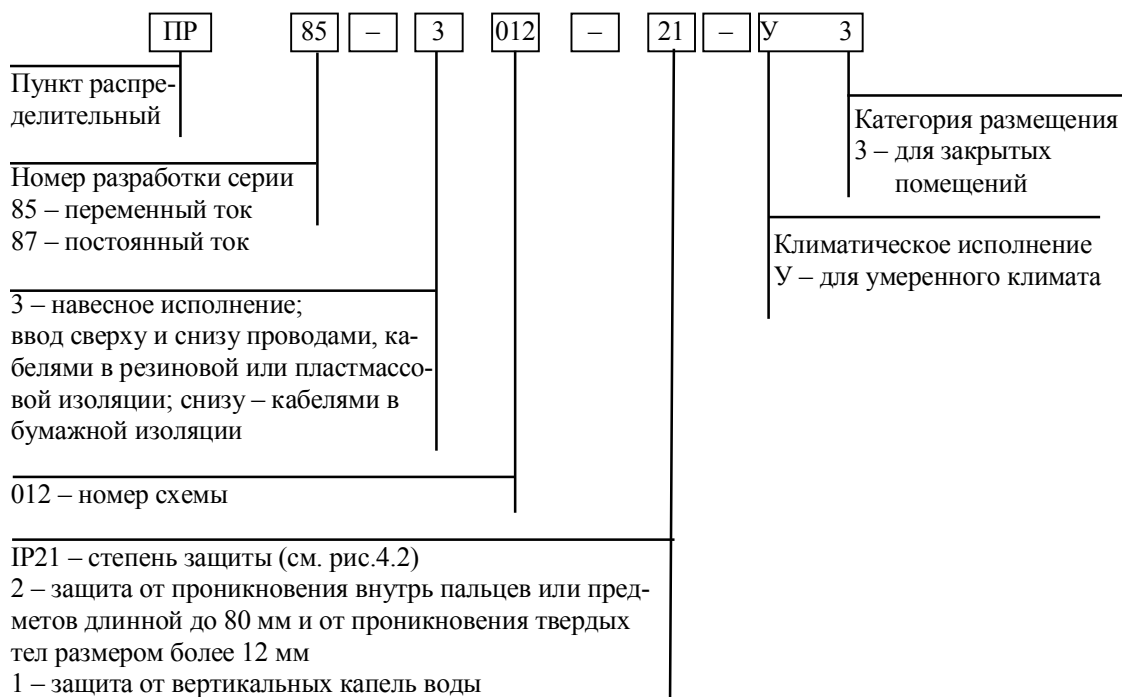 ПР 85 – 3 012 – 21 – У 3
Пункт распре-
делительный
Категория размещения
3 – для закрытых
помещений
Номер разработки серии
85 – переменный ток
87 – постоянный ток
Климатическое исполнение
У – для умеренного климата
3 – навесное исполнение;
ввод сверху и снизу проводами, ка-
белями в резиновой или пластмассо-
вой изоляции; снизу – кабелями в
бумажной изоляции
012 – номер схемы
IP21 – степень защиты (см. рис.4.2)
2 – защита от проникновения внутрь пальцев или пред-
метов длинной до 80 мм и от проникновения твердых
тел размером более 12 мм
1 – защита от вертикальных капель воды